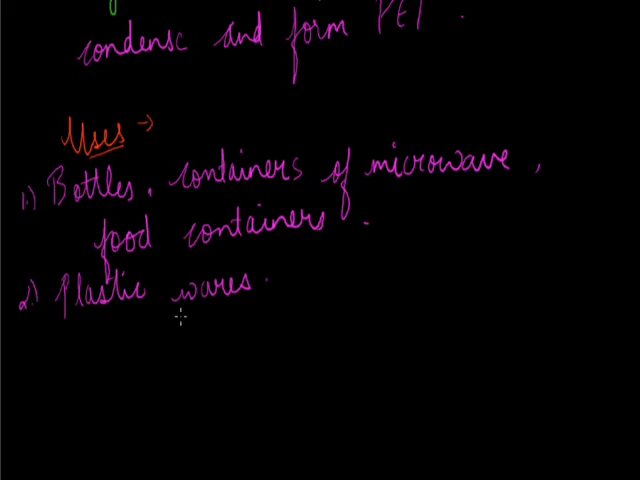 condense and form PET.
Uses →
1.) Bottles, containers of microwave,
food containers.
2.) Plastic wares.